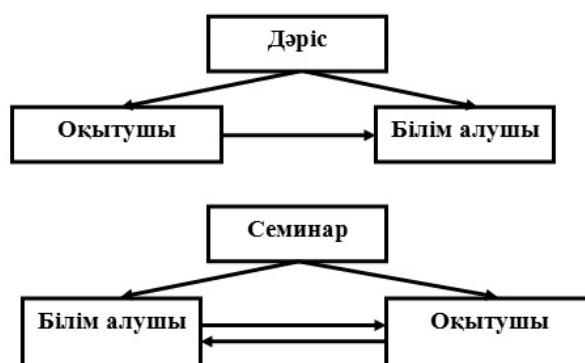 Дәріс
Оқытушы
Білім алушы
Семинар
Білім алушы
Оқытушы